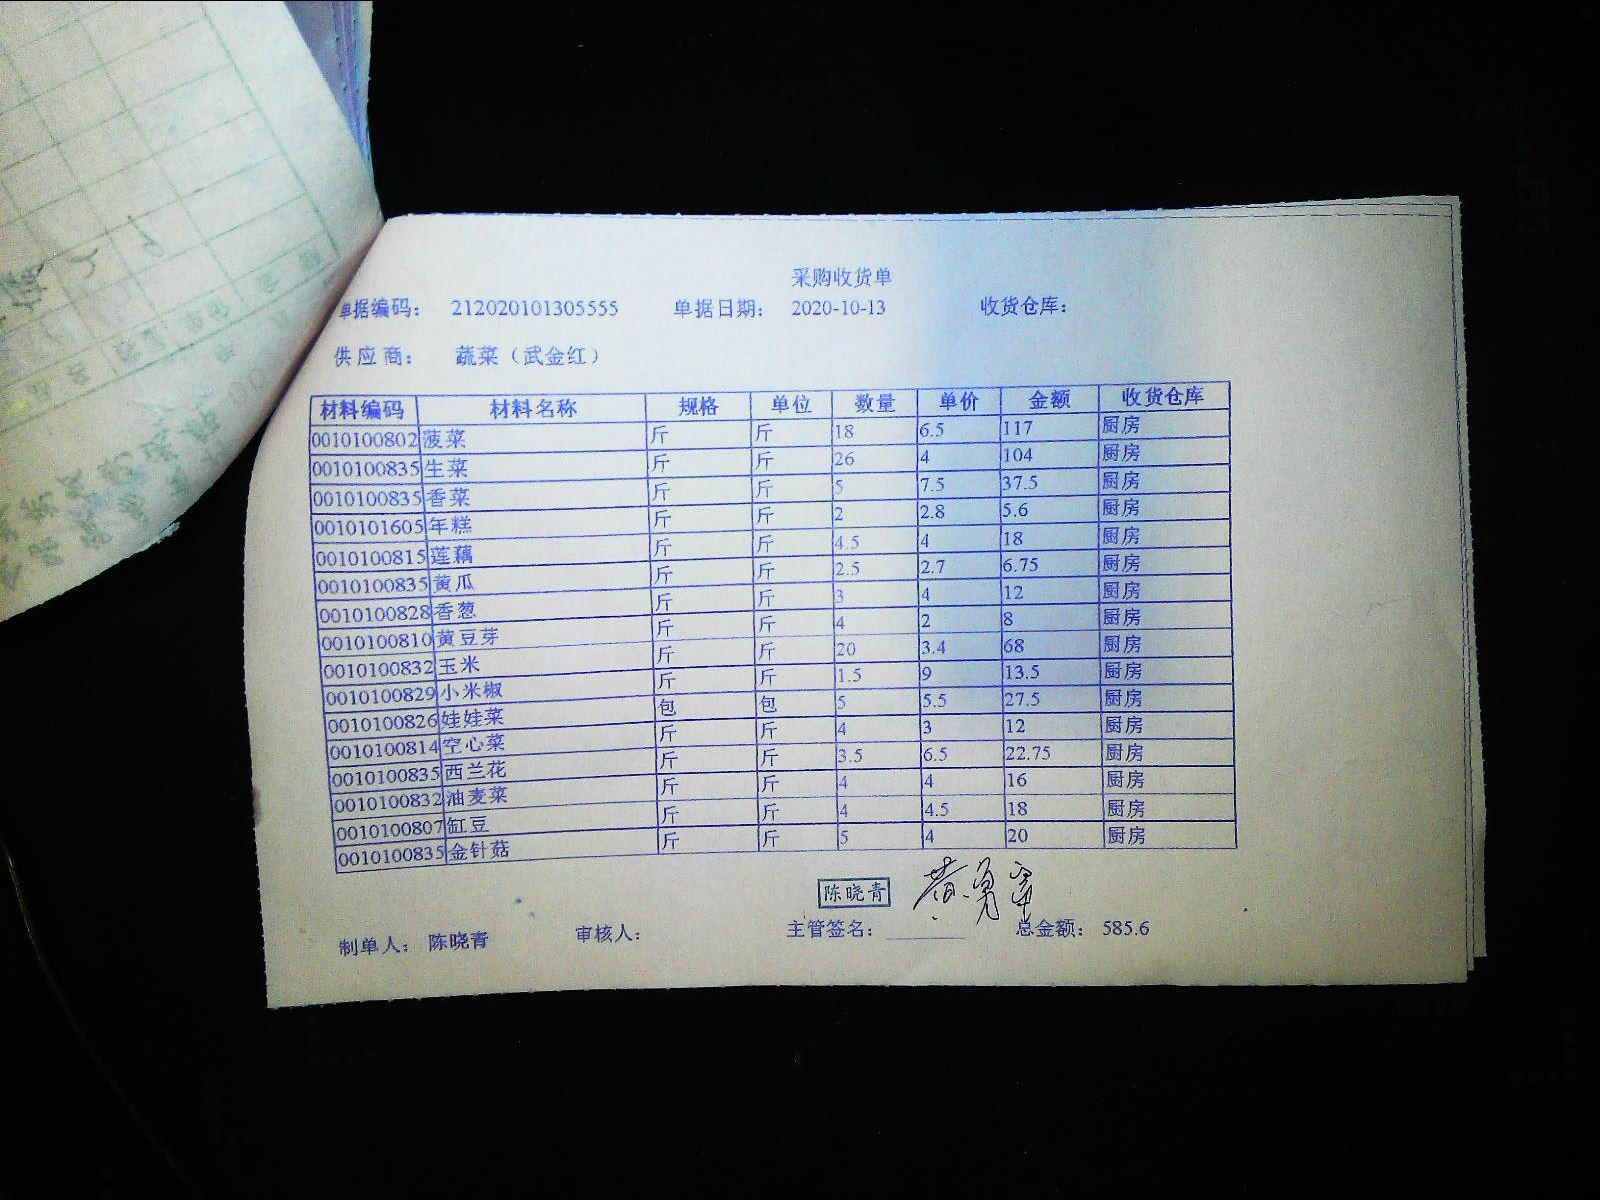 采购收货单
单据编码： 212020101305555 单据日期： 2020-10-13 收货仓库：
供应商： 蔬菜（武金红）
材料编码 材料名称 规格 单位 数量 单价 金额 收货仓库
0010100802 菠菜 斤 斤 18 6.5 117 厨房
0010100835 生菜 斤 斤 26 4 104 厨房
0010100835 香菜 斤 斤 5 7.5 37.5 厨房
0010101605 年糕 斤 斤 2 2.8 5.6 厨房
0010100815 莲藕 斤 斤 4.5 4 18 厨房
0010100835 黄瓜 斤 斤 2.5 2.7 6.75 厨房
0010100828 香葱 斤 斤 3 4 12 厨房
0010100810 黄豆芽 斤 斤 4 2 8 厨房
0010100832 玉米 斤 斤 20 3.4 68 厨房
0010100829 小米椒 斤 斤 1.5 9 13.5 厨房
0010100826 娃娃菜 包 包 5 5.5 27.5 厨房
0010100814 空心菜 斤 斤 4 3 12 厨房
0010100835 西兰花 斤 斤 3.5 6.5 22.75 厨房
0010100832 油麦菜 斤 斤 4 4 16 厨房
0010100807 缸豆 斤 斤 4 4.5 18 厨房
0010100835 金针菇 斤 斤 5 4 20 厨房
陈晓青 黄勇
制单人： 陈晓青 审核人： 主管签名： 总金额： 585.6